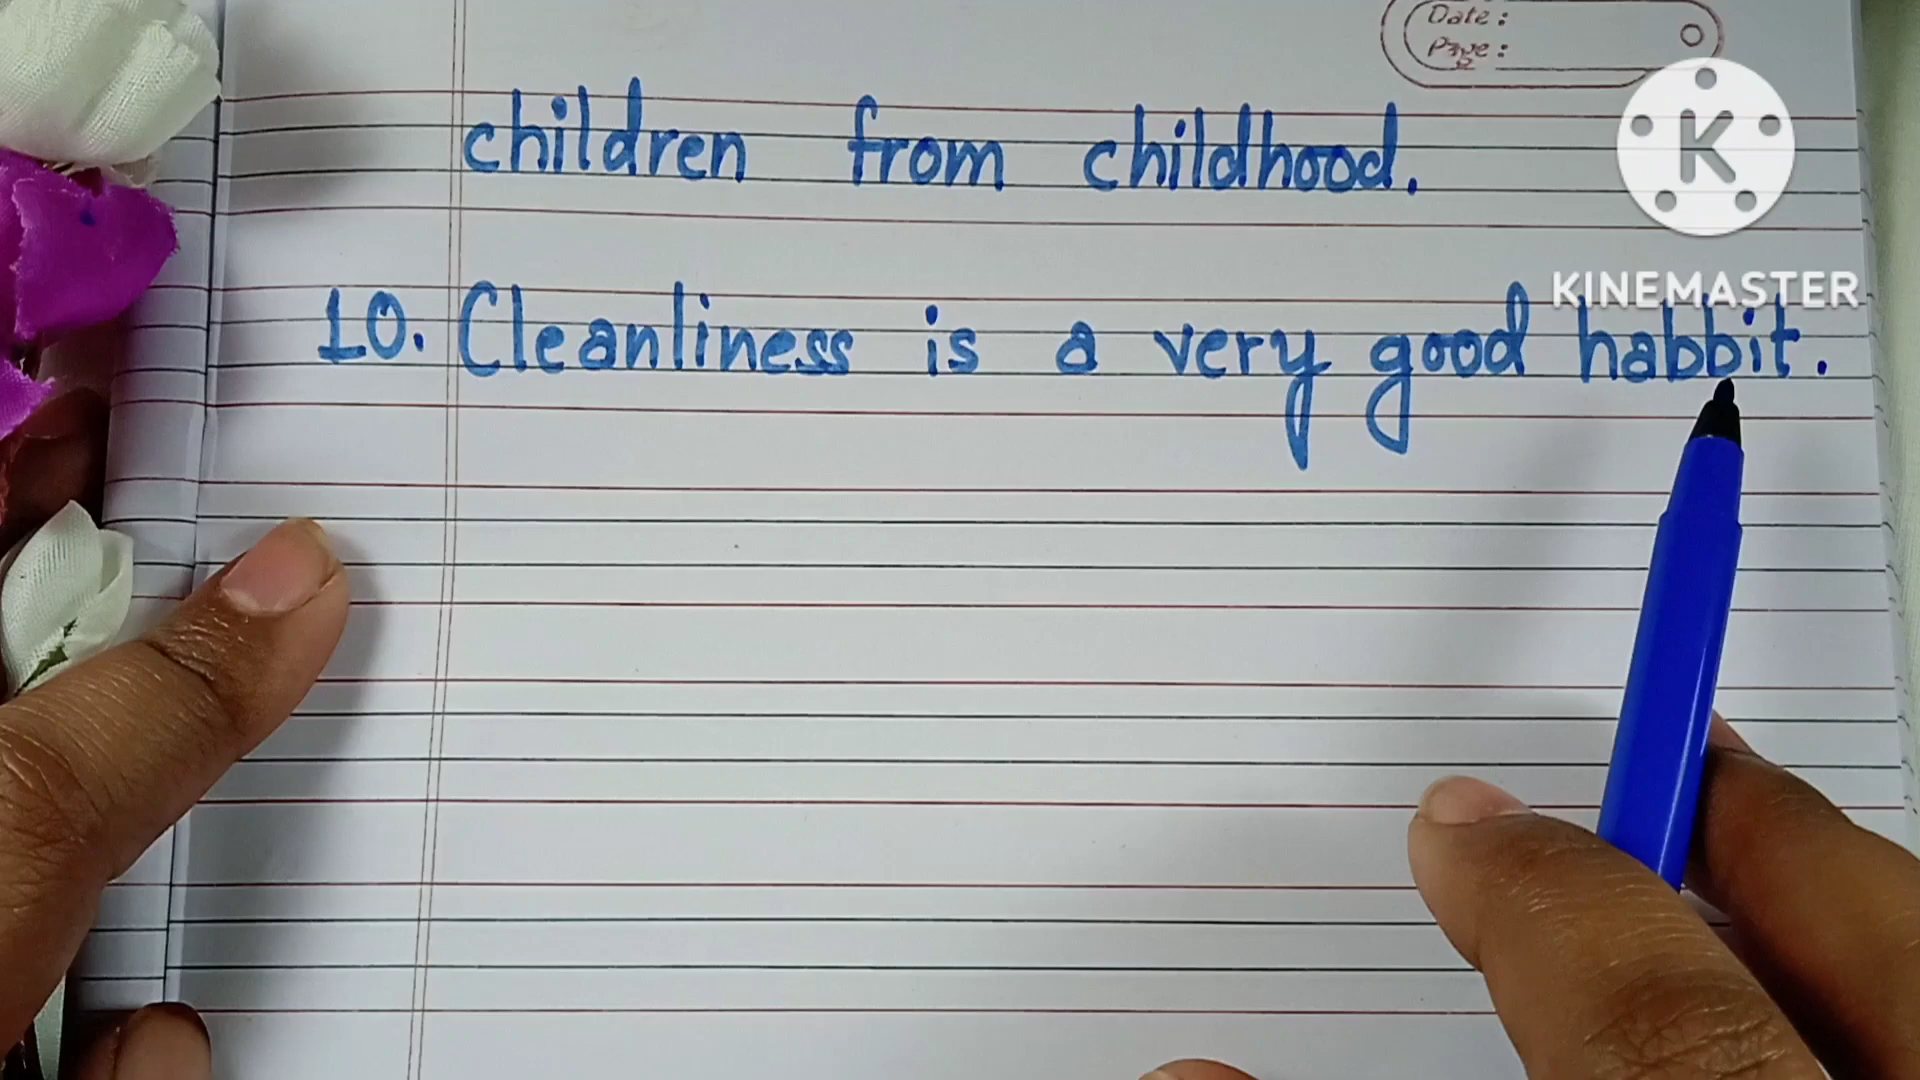 Date :
Page :
children from childhood.
KINEMASTER
10. Cleanliness is a very good habbit.